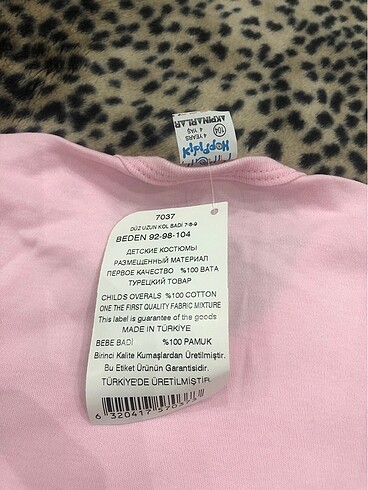 AKPINARLAR
4 YAŞ
4 YEARS
104
7037
DÜZ UZUN KOL BADİ 7-8-9
BEDEN 92-98-104
ДЕТСКИЕ КОСТЮМЫ
РАЗМЕЩЕННЫЙ МАТЕРИАЛ
ПЕРВОЕ КАЧЕСТВО %100 ВАТА
ТУРЕЦКИЙ ТОВАР
CHILDS OVERALS %100 COTTON
ONE THE FIRST QUALITY FABRIC MIXTURE
This label is guarantee of the goods
MADE IN TÜRKİYE
BEBE BADİ %100 PAMUK
Birinci Kalite Kumaşlardan Üretilmiştir.
Bu Etiket Ürünün Garantisidir.
TÜRKİYE'DE ÜRETİLMİŞTİR.